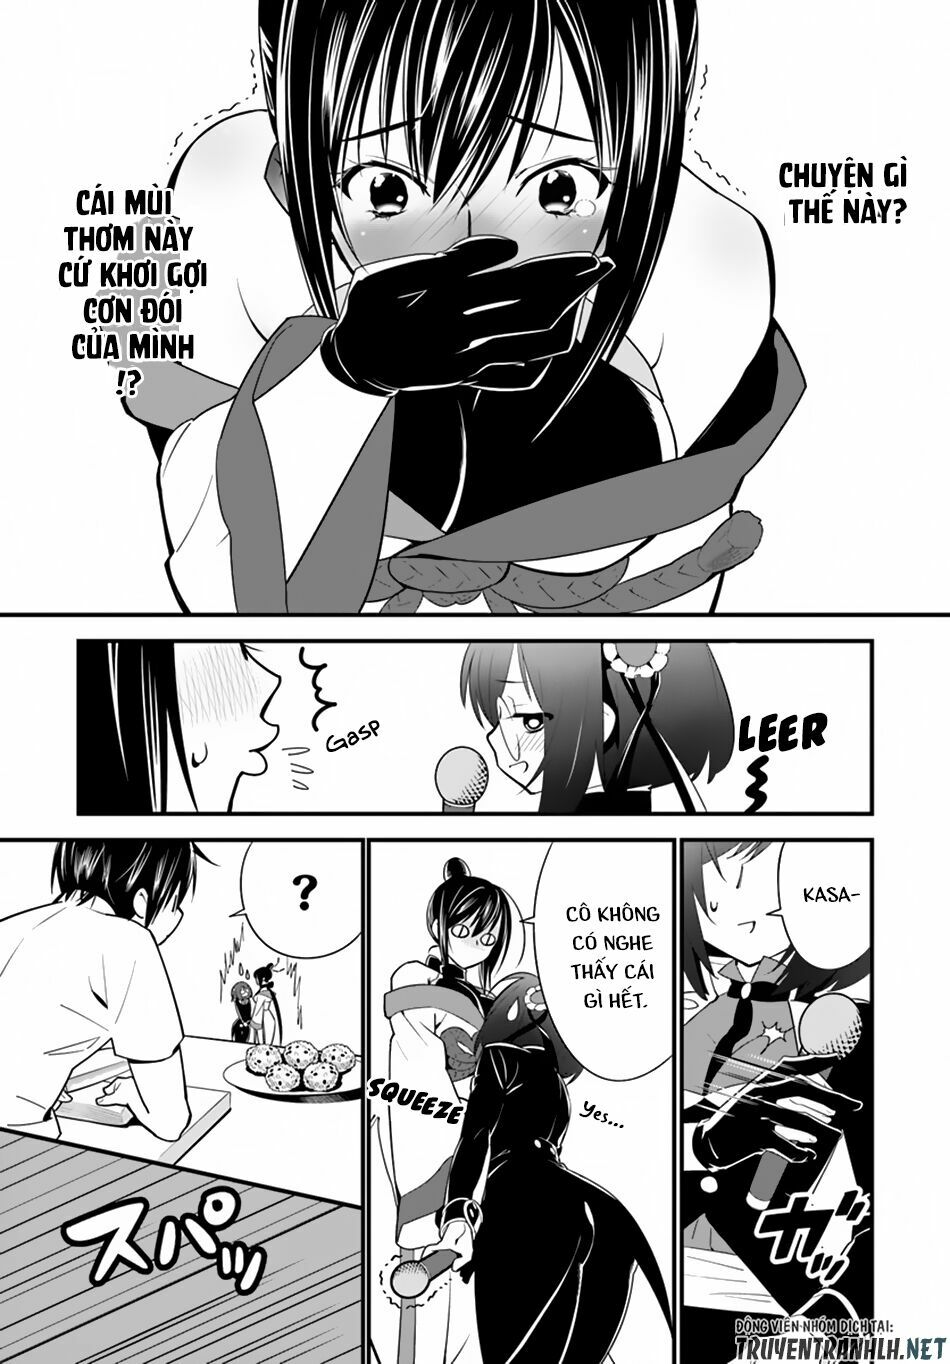 CHUYỆN GÌ
THẾ NÀY?
CÁI MÙI
THƠM NÀY
CỨ KHƠI GỢI
CƠN ĐÓI
CỦA MÌNH
!?
LEER
Gasp
KASA-
ガッ
CÔ KHÔNG
CÓ NGHE
THẤY CÁI
GÌ HẾT.
Yes...
SQUEEZE
?
スパッ
ĐỘNG VIÊN NHÓM DỊCH TẠI:
TRUYENTRANHLH.NET